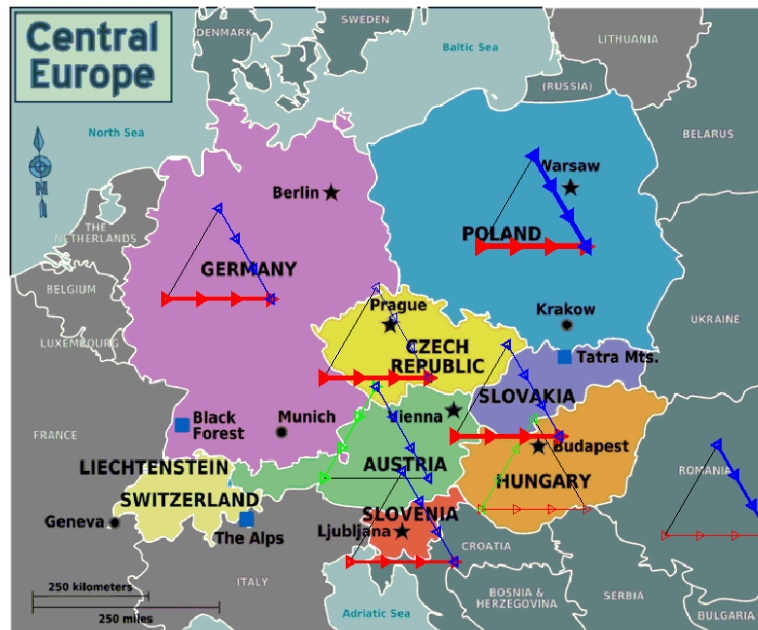 Central
Europe
DENMARK
SWEDEN
Baltic Sea
LITHUANIA
(RUSSIA)
BELARUS
North Sea
N
Berlin
Warsaw
THE
NETHERLANDS
POLAND
GERMANY
BELGIUM
Prague
Krakow
UKRAINE
LUXEMBOURG
CZECH
REPUBLIC
Tatra Mts.
SLOVAKIA
Black
Forest
Munich
Vienna
FRANCE
Budapest
LIECHTENSTEIN
AUSTRIA
ROMANIA
HUNGARY
SWITZERLAND
SLOVENIA
Geneva
The Alps
Ljubljana
CROATIA
250 kilometers
ITALY
BOSNIA &
HERZEGOVINA
SERBIA
250 miles
Adriatic Sea
BULGARIA